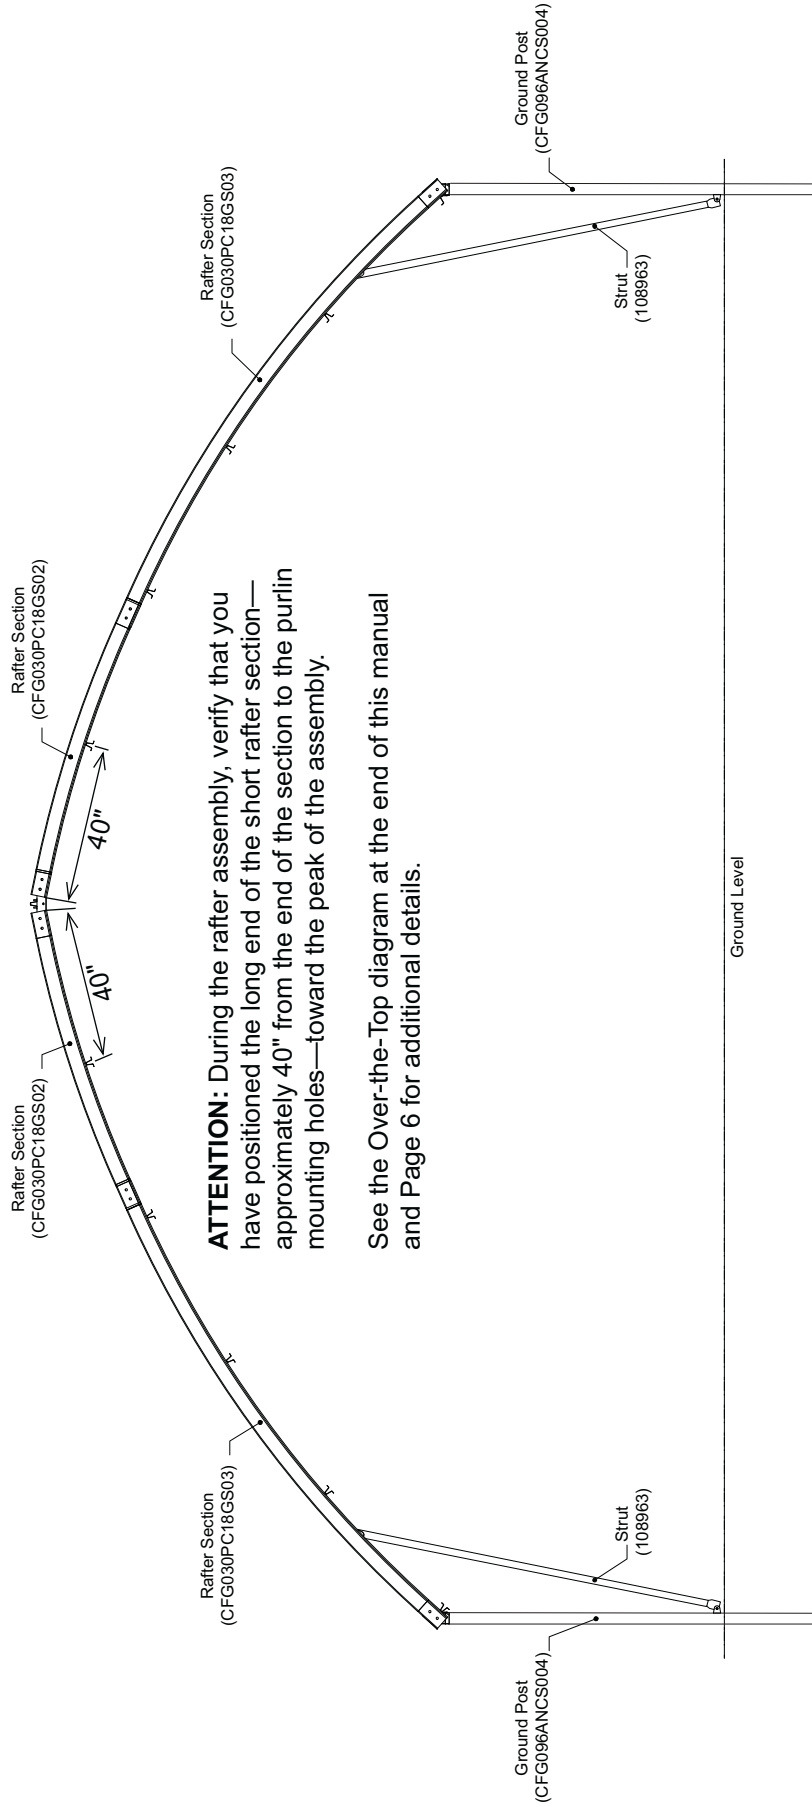 Rafter Section
(CFG030PC18GS02)
Rafter Section
(CFG030PC18GS02)
Rafter Section
(CFG030PC18GS03)
Rafter Section
(CFG030PC18GS03)
40"
40"
ATTENTION: During the rafter assembly, verify that you
have positioned the long end of the short rafter section—
approximately 40" from the end of the section to the purlin
mounting holes—toward the peak of the assembly.
See the Over-the-Top diagram at the end of this manual
and Page 6 for additional details.
Ground Post
(CFG096ANCS004)
Strut
(108963)
Strut
(108963)
Ground Post
(CFG096ANCS004)
Ground Level